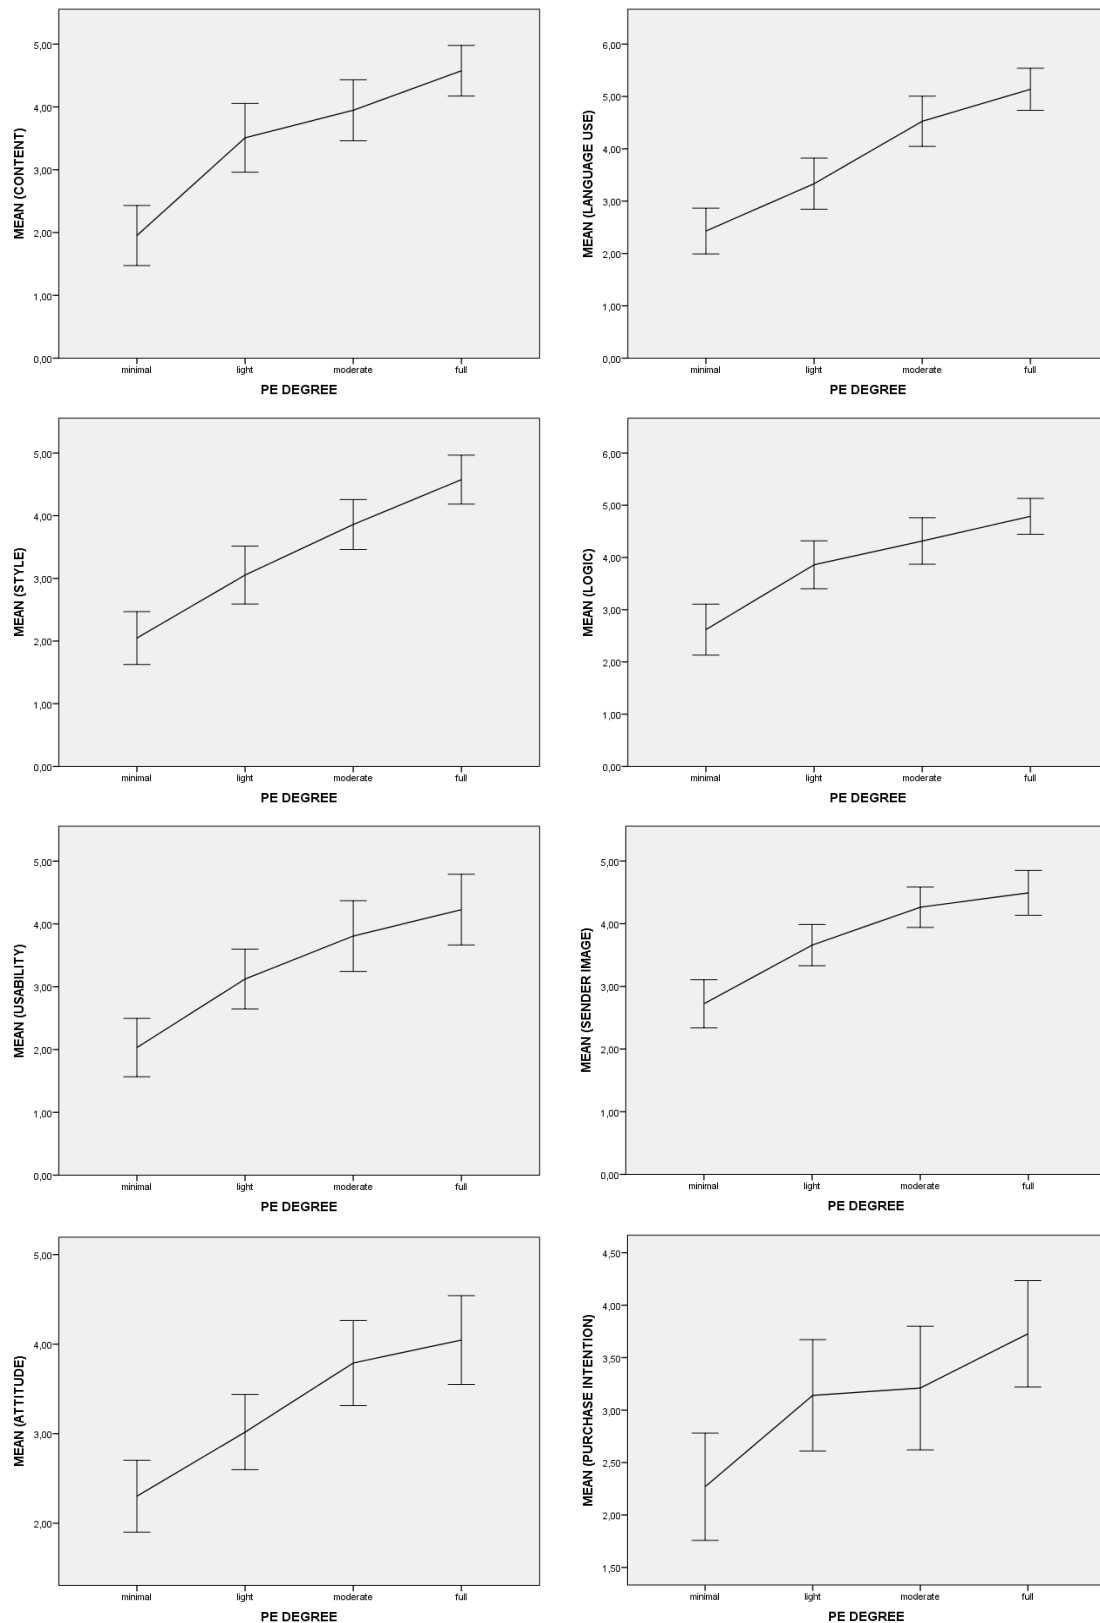 MEAN (CONTENT)
5,00
4,00
3,00
2,00
1,00
0,00
minimal light moderate full
PE DEGREE
MEAN (LANGUAGE USE)
6,00
5,00
4,00
3,00
2,00
1,00
0,00
minimal light moderate full
PE DEGREE
MEAN (STYLE)
5,00
4,00
3,00
2,00
1,00
0,00
minimal light moderate full
PE DEGREE
MEAN (LOGIC)
6,00
5,00
4,00
3,00
2,00
1,00
0,00
minimal light moderate full
PE DEGREE
MEAN (USABILITY)
5,00
4,00
3,00
2,00
1,00
0,00
minimal light moderate full
PE DEGREE
MEAN (SENDER IMAGE)
5,00
4,00
3,00
2,00
1,00
0,00
minimal light moderate full
PE DEGREE
MEAN (ATTITUDE)
5,00
4,00
3,00
2,00
minimal light moderate full
PE DEGREE
MEAN (PURCHASE INTENTION)
4,50
4,00
3,50
3,00
2,50
2,00
1,50
minimal light moderate full
PE DEGREE